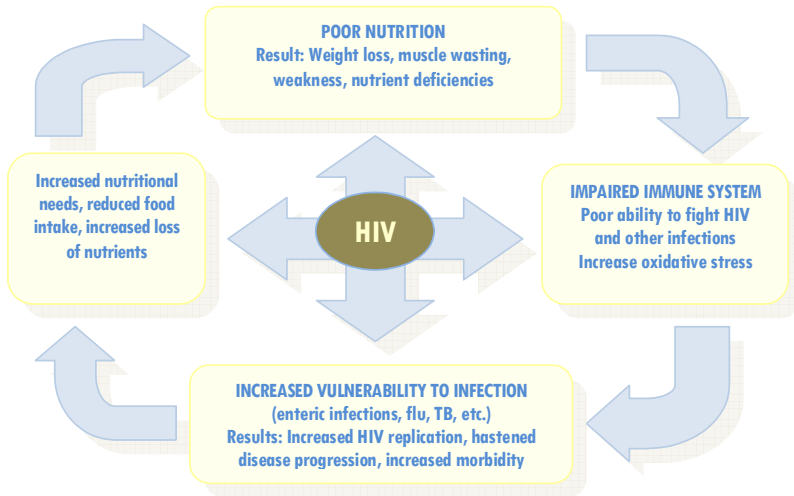 POOR NUTRITION
Result: Weight loss, muscle wasting,
weakness, nutrient deficiencies
Increased nutritional
needs, reduced food
intake, increased loss
of nutrients
HIV
IMPAIRED IMMUNE SYSTEM
Poor ability to fight HIV
and other infections
Increase oxidative stress
INCREASED VULNERABILITY TO INFECTION
(enteric infections, flu, TB, etc.)
Results: Increased HIV replication, hastened
disease progression, increased morbidity